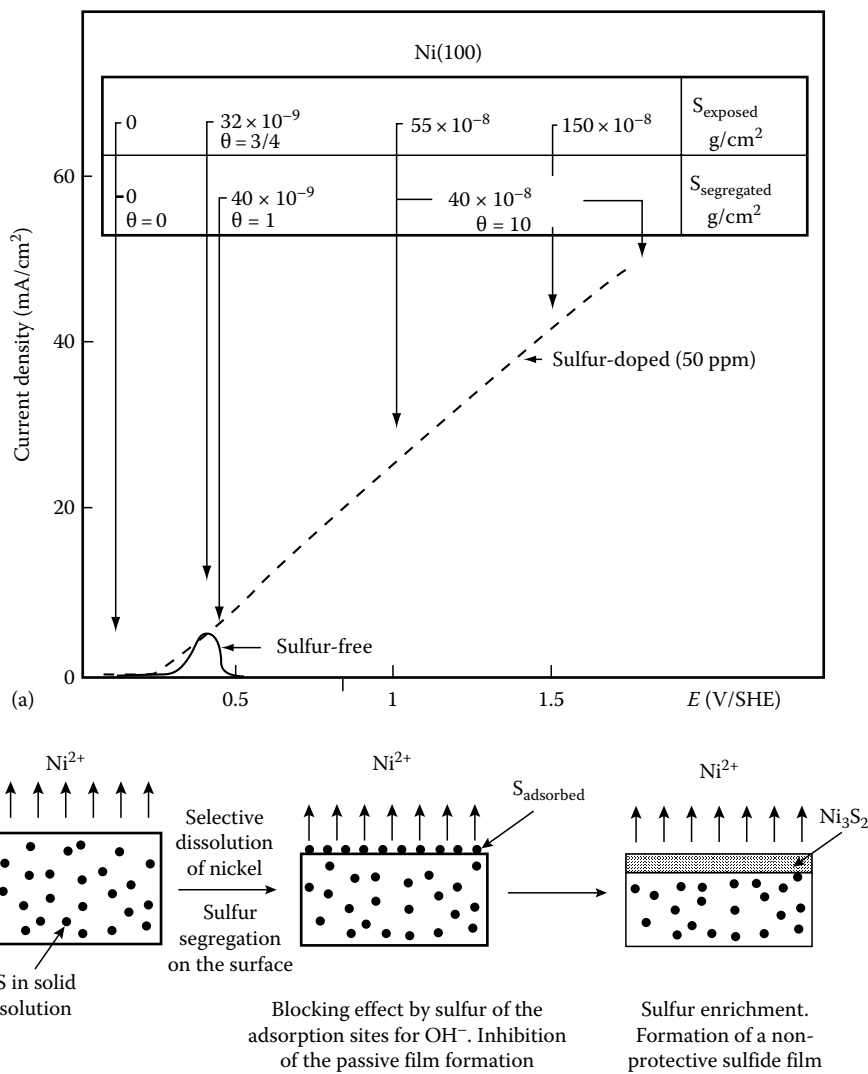 Ni(100)
0
32 × 10⁻⁹
θ = 3/4
55 × 10⁻⁸
150 × 10⁻⁸
S_exposed
g/cm²
0
θ = 0
40 × 10⁻⁹
θ = 1
40 × 10⁻⁸
θ = 10
S_segregated
g/cm²
60
40
20
0
Current density (mA/cm²)
Sulfur-doped (50 ppm)
Sulfur-free
(a)
0.5
1
1.5
E (V/SHE)
Ni²⁺
S in solid
solution
Selective
dissolution
of nickel
Sulfur
segregation
on the surface
Ni²⁺
S_adsorbed
Blocking effect by sulfur of the
adsorption sites for OH⁻. Inhibition
of the passive film formation
Ni²⁺
Ni₃S₂
Sulfur enrichment.
Formation of a non-
protective sulfide film